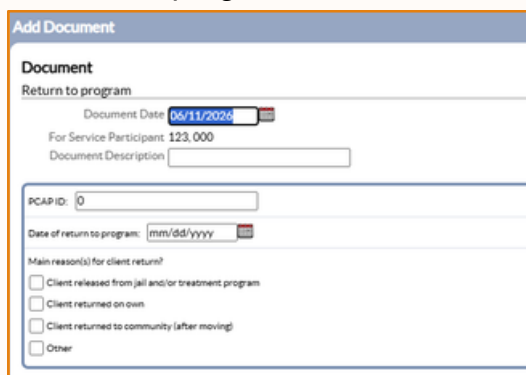 Add Document
Document
Return to program
Document Date 06/11/2026
For Service Participant 123, 000
Document Description
PCAP ID: 0
Date of return to program: mm/dd/yyyy
Main reason(s) for client return?
Client released from jail and/or treatment program
Client returned on own
Client returned to community (after moving)
Other